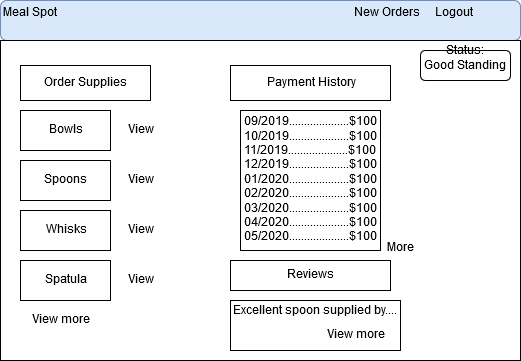 Meal Spot
New Orders
Logout
Status:
Good Standing
Order Supplies
Bowls
View
Spoons
View
Whisks
View
Spatula
View
View more
Payment History
09/2019...................$100
10/2019...................$100
11/2019...................$100
12/2019...................$100
01/2020...................$100
02/2020...................$100
03/2020...................$100
04/2020...................$100
05/2020...................$100
More
Reviews
Excellent spoon supplied by....
View more